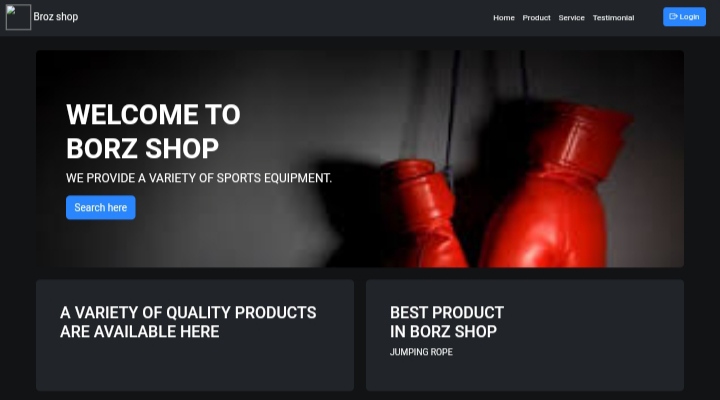 Broz shop
Home Product Service Testimonial Login
WELCOME TO
BORZ SHOP
WE PROVIDE A VARIETY OF SPORTS EQUIPMENT.
Search here
A VARIETY OF QUALITY PRODUCTS
ARE AVAILABLE HERE
BEST PRODUCT
IN BORZ SHOP
JUMPING ROPE